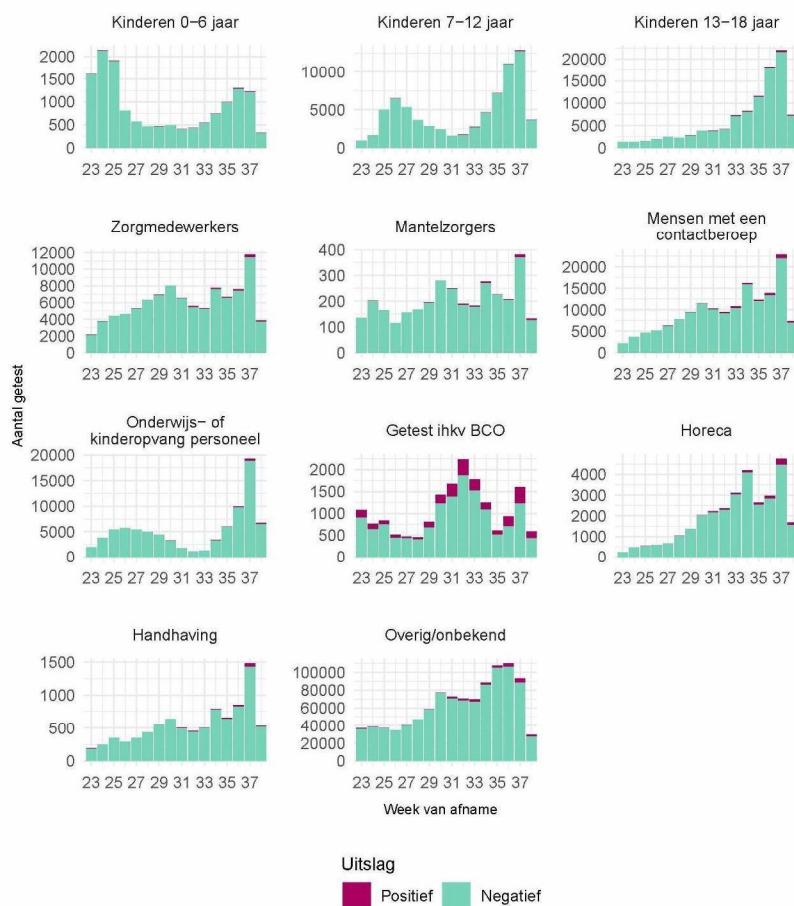 Kinderen 0−6 jaar
2000
1500
1000
500
0
23 25 27 29 31 33 35 37
Kinderen 7−12 jaar
10000
5000
0
23 25 27 29 31 33 35 37
Kinderen 13−18 jaar
20000
15000
10000
5000
0
23 25 27 29 31 33 35 37
Zorgmedewerkers
12000
10000
8000
6000
4000
2000
0
23 25 27 29 31 33 35 37
Mantelzorgers
400
300
200
100
0
23 25 27 29 31 33 35 37
Mensen met een
contactberoep
20000
15000
10000
5000
0
23 25 27 29 31 33 35 37
Aantal getest
Onderwijs− of
kinderopvang personeel
20000
15000
10000
5000
0
23 25 27 29 31 33 35 37
Getest ihkv BCO
2000
1500
1000
500
0
23 25 27 29 31 33 35 37
Horeca
4000
3000
2000
1000
0
23 25 27 29 31 33 35 37
Handhaving
1500
1000
500
0
23 25 27 29 31 33 35 37
Overig/onbekend
100000
80000
60000
40000
20000
0
23 25 27 29 31 33 35 37
Week van afname
Uitslag
Positief Negatief